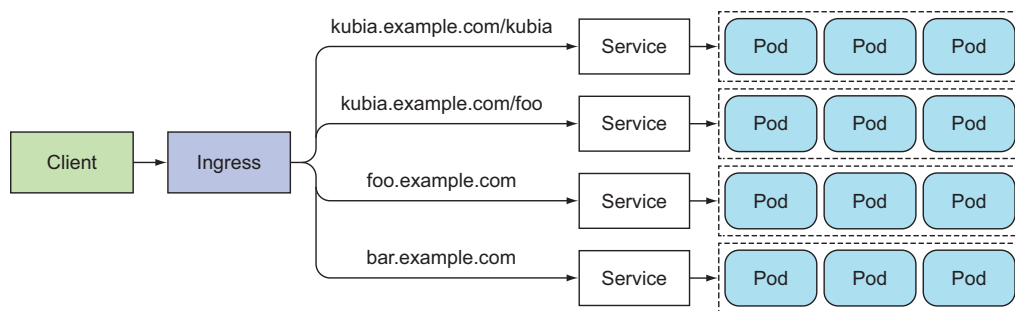 kubia.example.com/kubia
Service
Pod Pod Pod
kubia.example.com/foo
Service
Pod Pod Pod
Client
Ingress
foo.example.com
Service
Pod Pod Pod
bar.example.com
Service
Pod Pod Pod